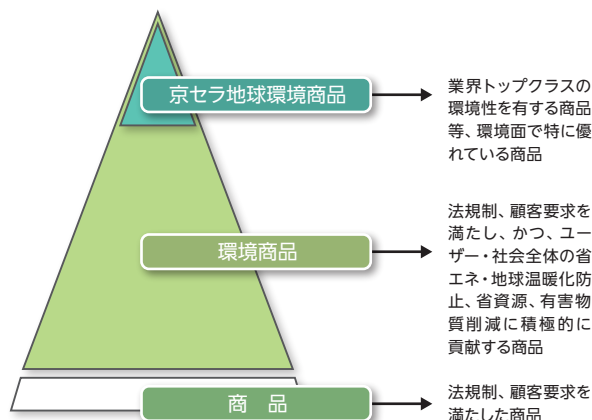 京セラ地球環境商品
業界トップクラスの
環境性を有する商品
等、環境面で特に優
れている商品
環境商品
法規制、顧客要求を
満たし、かつ、ユー
ザー・社会全体の省
エネ・地球温暖化防
止、省資源、有害物
質削減に積極的に
貢献する商品
商 品
法規制、顧客要求を
満たした商品